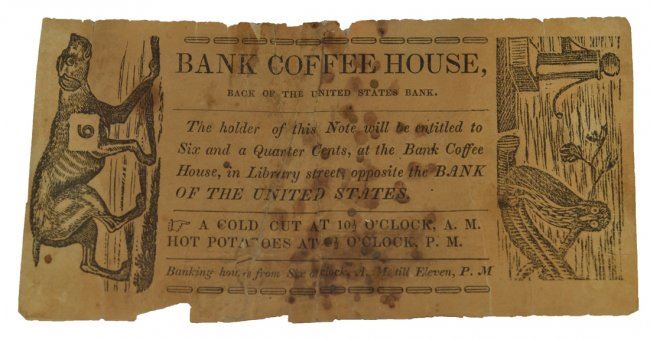 BANK COFFEE HOUSE,
BACK OF THE UNITED STATES BANK.
The holder of this Note will be entitled to
Six and a Quarter Cents, at the Bank Coffee
House, in Library street, opposite the BANK
OF THE UNITED STATES.
☞ A COLD CUT AT 10½ O'CLOCK, A. M.
HOT POTATOES AT O'CLOCK, P. M.
Banking hours from Six o'clock, A. M. till Eleven, P. M
6